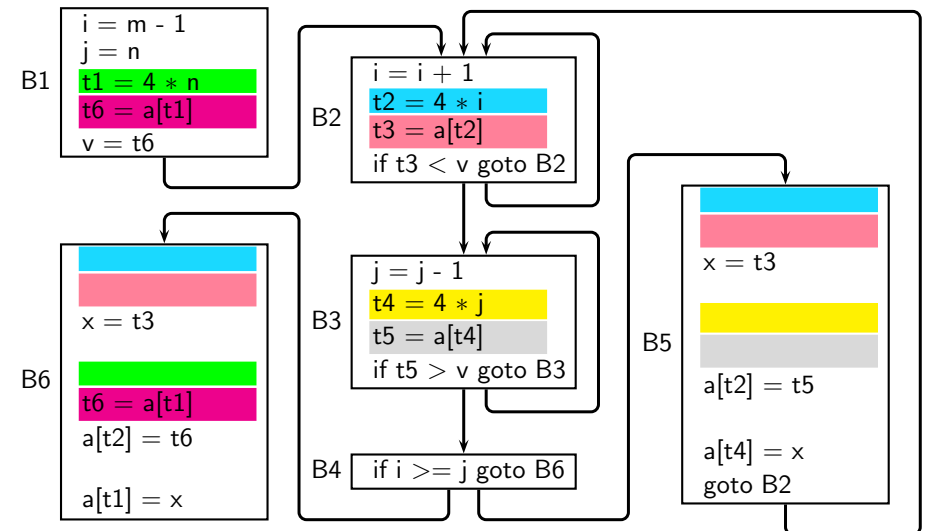 B1
i = m - 1
j = n
t1 = 4 * n
t6 = a[t1]
v = t6
B2
i = i + 1
t2 = 4 * i
t3 = a[t2]
if t3 < v goto B2
B3
j = j - 1
t4 = 4 * j
t5 = a[t4]
if t5 > v goto B3
B4
if i >= j goto B6
B5
x = t3
a[t2] = t5
a[t4] = x
goto B2
B6
x = t3
t6 = a[t1]
a[t2] = t6
a[t1] = x